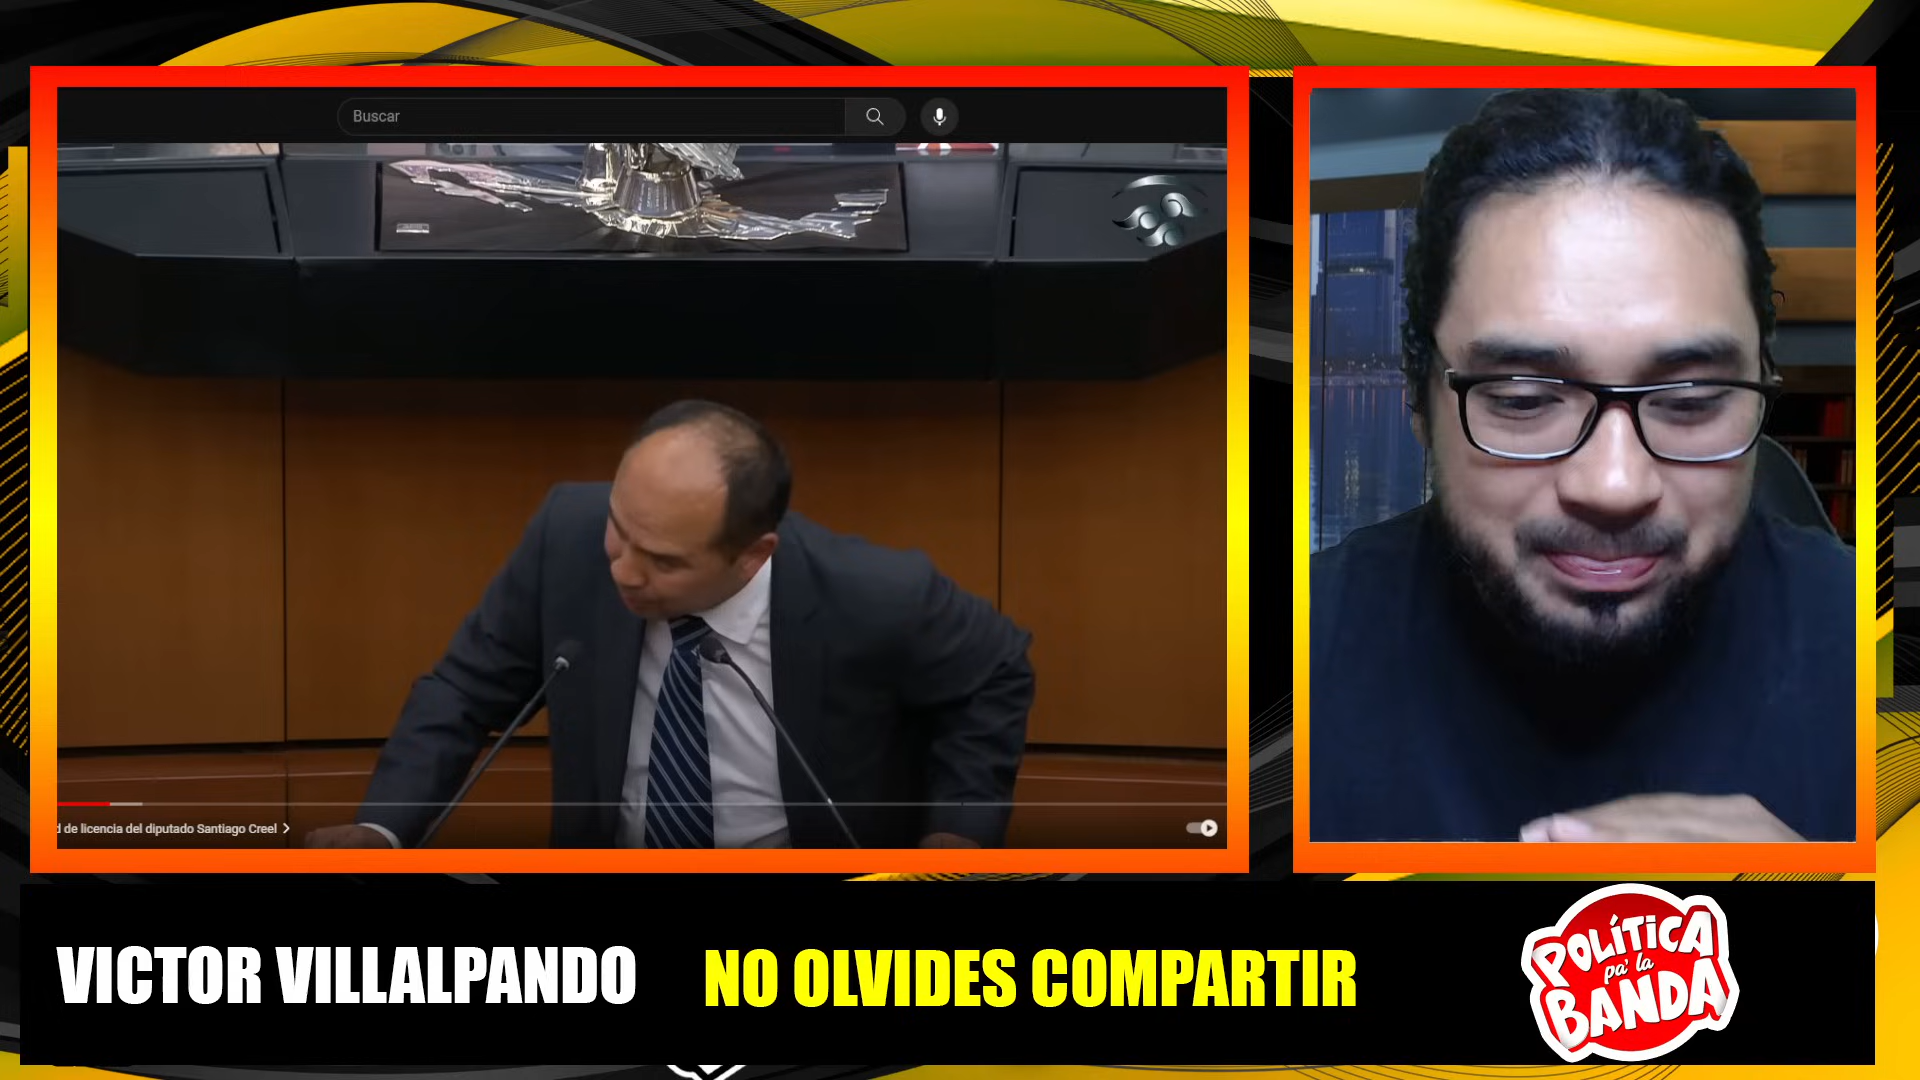 Buscar
d de licencia del diputado Santiago Creel
VICTOR VILLALPANDO
NO OLVIDES COMPARTIR
POLÍTICA
pa' la
BANDA